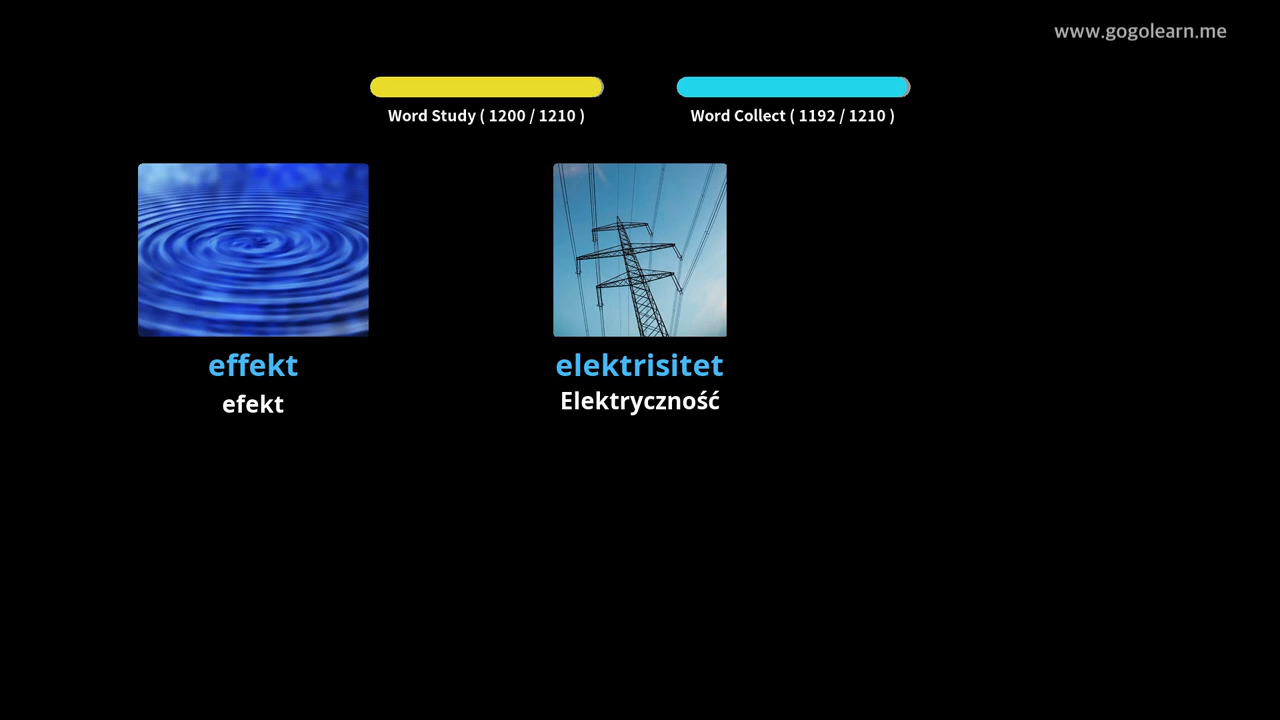 www.gogolearn.me
Word Study ( 1200 / 1210 )
Word Collect ( 1192 / 1210 )
effekt
efekt
elektrisitet
Elektryczność